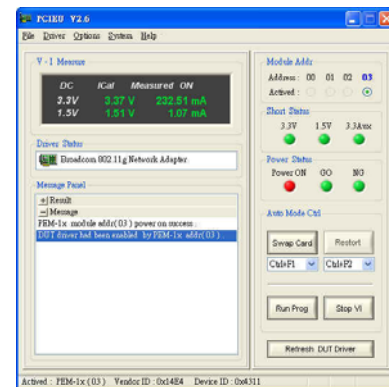 PCIEU V2.6
File Driver Options System Help
V - I Measure
DC ICal Measured ON
3.3V 3.37 V 232.51 mA
1.5V 1.51 V 1.07 mA
Driver Status
Broadcom 802.11g Network Adapter
Message Panel
+| Result
-| Message
PEM-1x module addr( 03 ) power on success .
DUT driver had been enabled by PEM-1x addr( 03 ) .
Module Addr
Address : 00 01 02 03
Actived :
Short Status
3.3V 1.5V 3.3Aux
Power Status
Power ON GO NG
Auto Mode Ctrl
Swap Card Restort
Ctrl+F1 Ctrl+F2
Run Prog Stop VI
Refresh DUT Driver
Actived : PEM-1x ( 03 ) Vendor ID : 0x14E4 Device ID : 0x4311